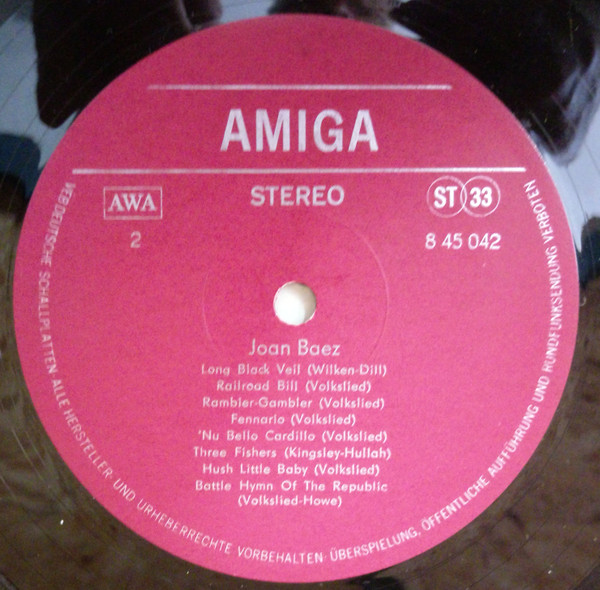 AMIGA
AWA
STEREO
ST 33
2
8 45 042
Joan Baez
Long Black Veil (Wilken-Dill)
Railroad Bill (Volkslied)
Rambler-Gambler (Volkslied)
Fennario (Volkslied)
'Nu Bello Cardillo (Volkslied)
Three Fishers (Kingsley-Hullah)
Hush Little Baby (Volkslied)
Battle Hymn Of The Republic
(Volkslied-Howe)
VEB DEUTSCHE SCHALLPLATTEN · ALLE HERSTELLER- UND URHEBERRECHTE VORBEHALTEN · ÜBERSPIELUNG, ÖFFENTLICHE AUFFÜHRUNG UND RUNDFUNKSENDUNG VERBOTEN